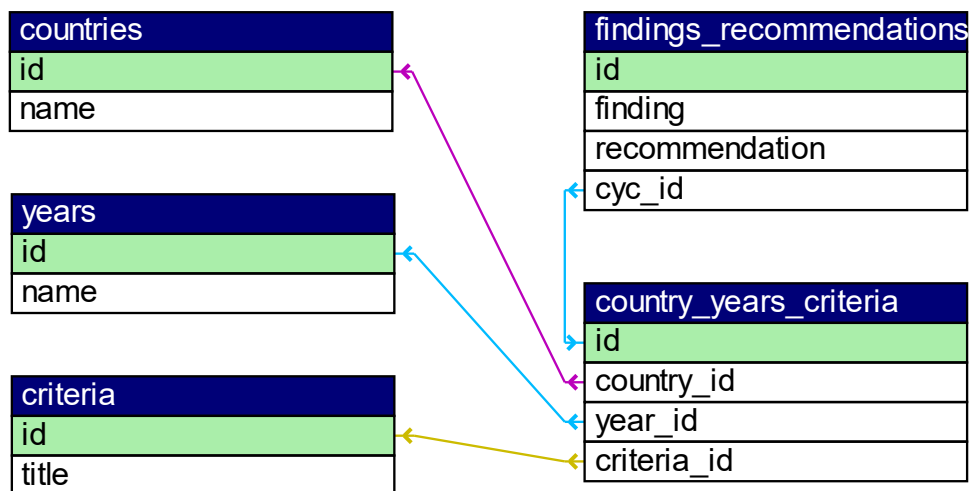 countries
id
name
years
id
name
criteria
id
title
findings_recommendations
id
finding
recommendation
cyc_id
country_years_criteria
id
country_id
year_id
criteria_id